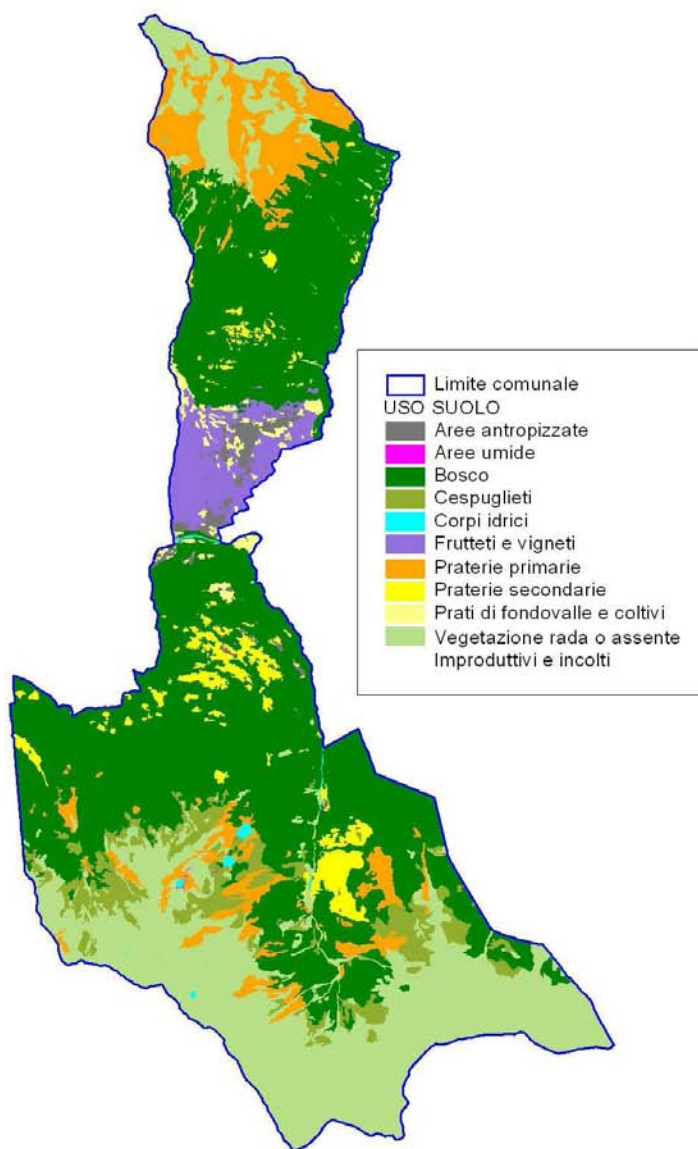 Limite comunale
USO SUOLO
Aree antropizzate
Aree umide
Bosco
Cespuglieti
Corpi idrici
Frutteti e vigneti
Praterie primarie
Praterie secondarie
Prati di fondovalle e coltivi
Vegetazione rada o assente
Improduttivi e incolti